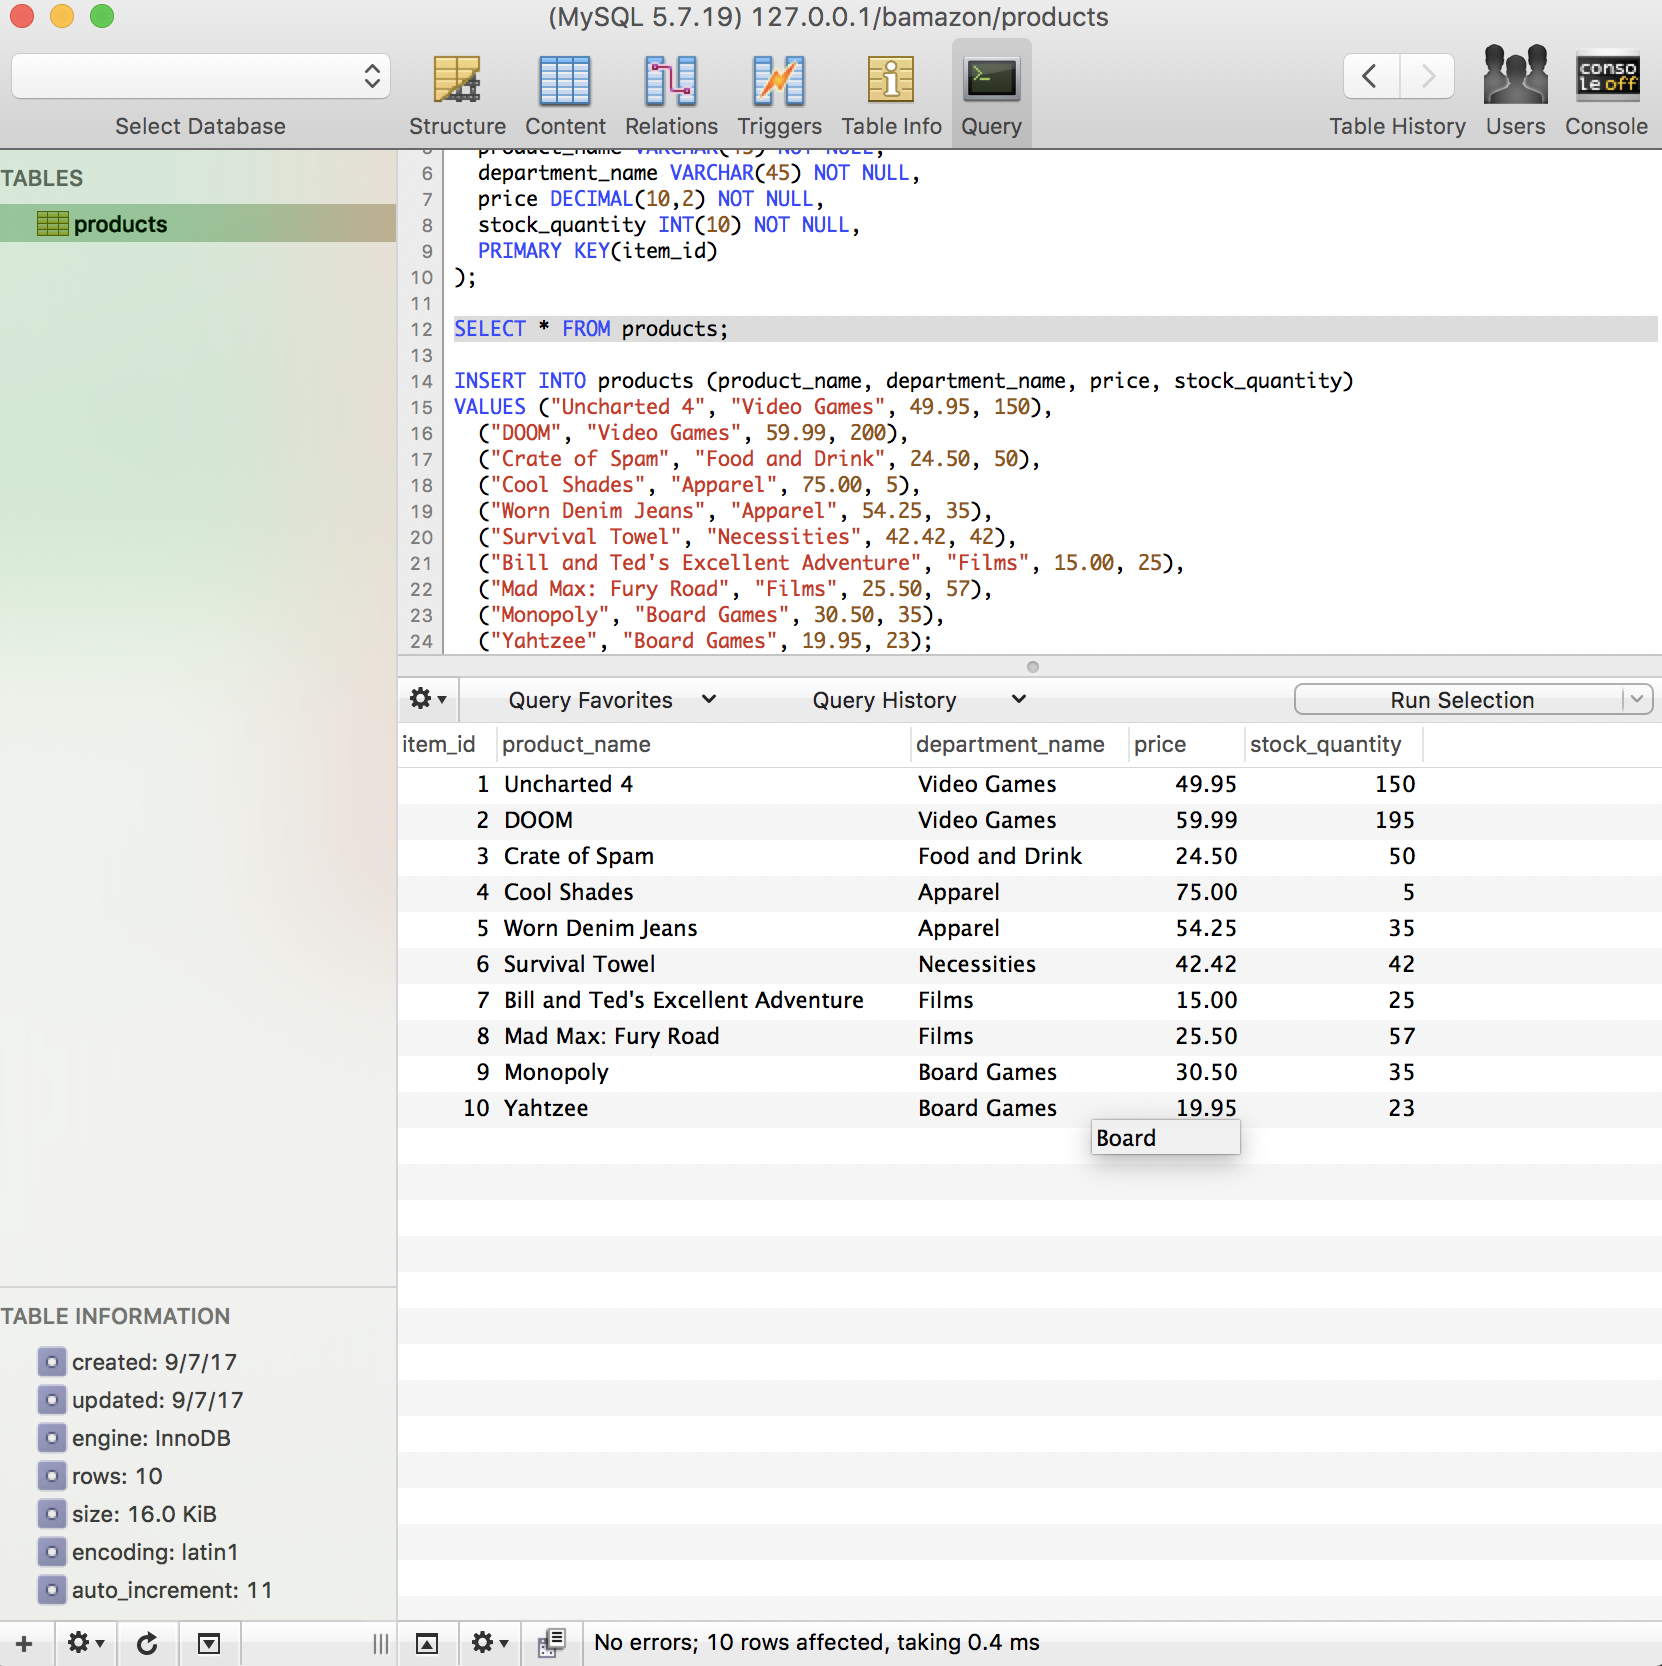 (MySQL 5.7.19) 127.0.0.1/bamazon/products
Select Database
Structure Content Relations Triggers Table Info Query
Table History Users Console
conso
le off
TABLES
products
product_name VARCHAR(45) NOT NULL,
6 department_name VARCHAR(45) NOT NULL,
7 price DECIMAL(10,2) NOT NULL,
8 stock_quantity INT(10) NOT NULL,
9 PRIMARY KEY(item_id)
10 );
11
12 SELECT * FROM products;
13
14 INSERT INTO products (product_name, department_name, price, stock_quantity)
15 VALUES ("Uncharted 4", "Video Games", 49.95, 150),
16 ("DOOM", "Video Games", 59.99, 200),
17 ("Crate of Spam", "Food and Drink", 24.50, 50),
18 ("Cool Shades", "Apparel", 75.00, 5),
19 ("Worn Denim Jeans", "Apparel", 54.25, 35),
20 ("Survival Towel", "Necessities", 42.42, 42),
21 ("Bill and Ted's Excellent Adventure", "Films", 15.00, 25),
22 ("Mad Max: Fury Road", "Films", 25.50, 57),
23 ("Monopoly", "Board Games", 30.50, 35),
24 ("Yahtzee", "Board Games", 19.95, 23);
Query Favorites Query History Run Selection
item_id product_name department_name price stock_quantity
1 Uncharted 4 Video Games 49.95 150
2 DOOM Video Games 59.99 195
3 Crate of Spam Food and Drink 24.50 50
4 Cool Shades Apparel 75.00 5
5 Worn Denim Jeans Apparel 54.25 35
6 Survival Towel Necessities 42.42 42
7 Bill and Ted's Excellent Adventure Films 15.00 25
8 Mad Max: Fury Road Films 25.50 57
9 Monopoly Board Games 30.50 35
10 Yahtzee Board Games 19.95 23
Board
TABLE INFORMATION
created: 9/7/17
updated: 9/7/17
engine: InnoDB
rows: 10
size: 16.0 KiB
encoding: latin1
auto_increment: 11
No errors; 10 rows affected, taking 0.4 ms